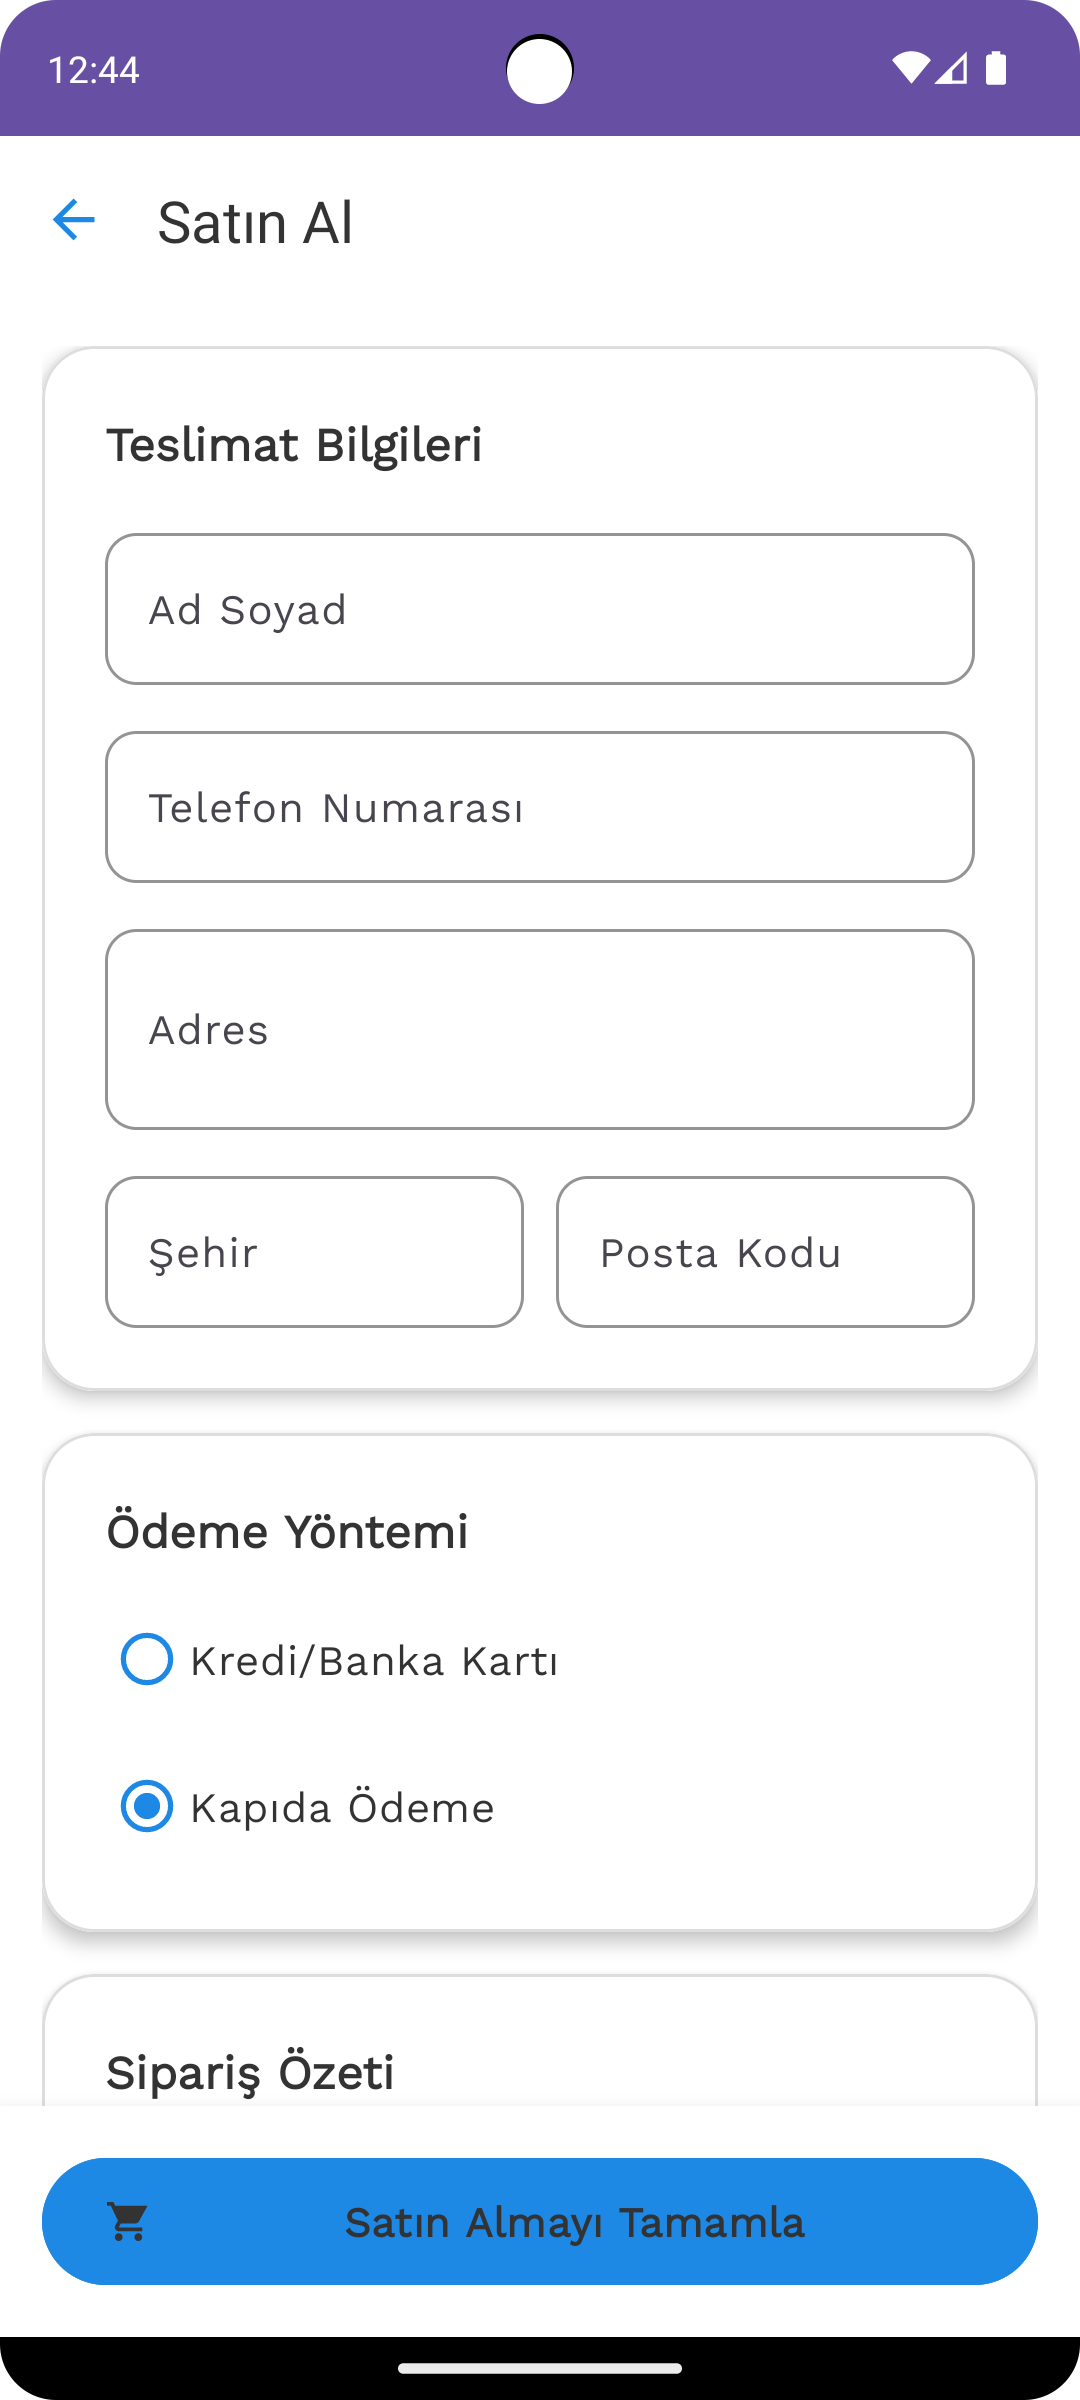 12:44
Satın Al
Teslimat Bilgileri
Ad Soyad
Telefon Numarası
Adres
Şehir
Posta Kodu
Ödeme Yöntemi
Kredi/Banka Kartı
Kapıda Ödeme
Sipariş Özeti
Satın Almayı Tamamla